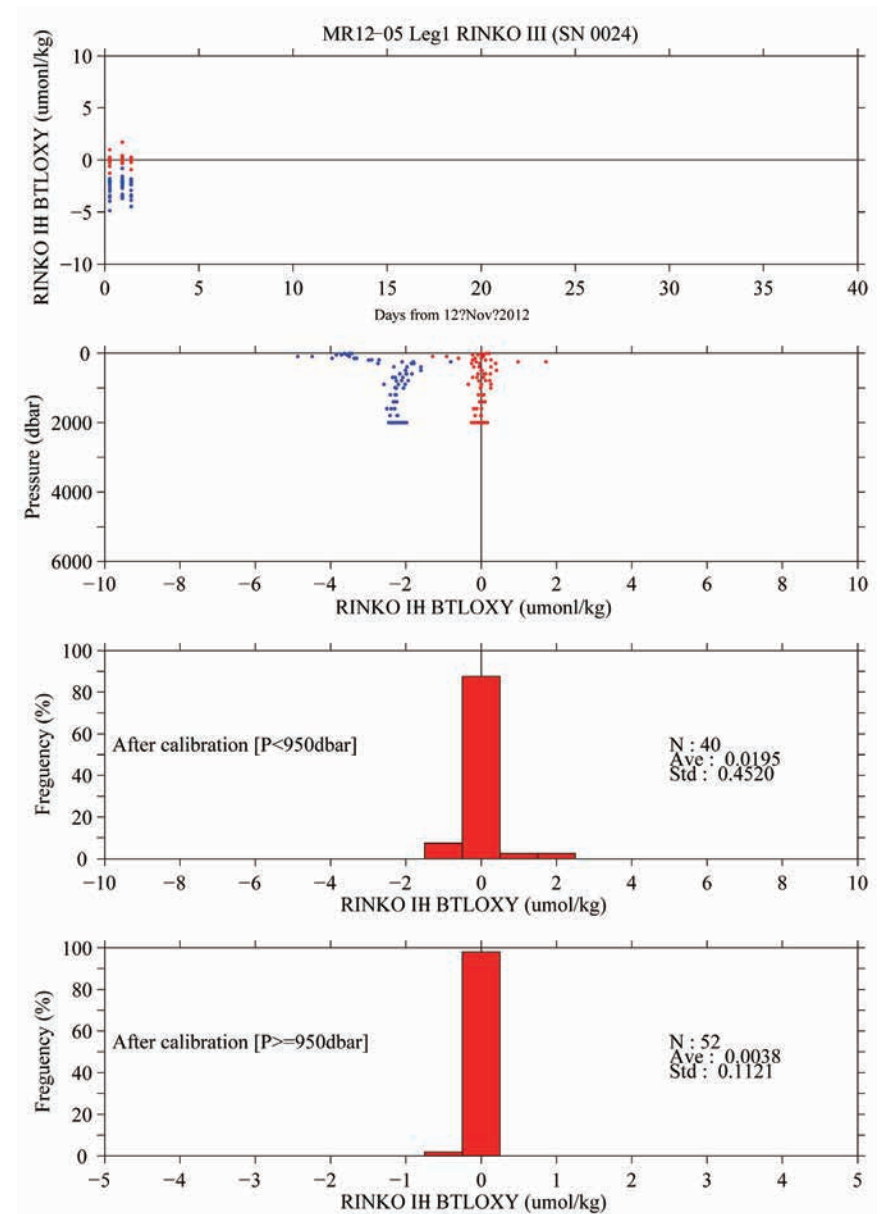 MR12-05 Leg1 RINKO III (SN 0024)
RINKO IH BTLOXY (umonl/kg)
10
5
0
−5
−10
0 5 10 15 20 25 30 35 40
Days from 12?Nov?2012
Pressure (dbar)
0
2000
4000
6000
−10 −8 −6 −4 −2 0 2 4 6 8 10
RINKO IH BTLOXY (umonl/kg)
Freguency (%)
100
80
60
40
20
0
After calibration [P<950dbar]
N : 40
Ave : 0.0195
Std : 0.4520
−10 −8 −6 −4 −2 0 2 4 6 8 10
RINKO IH BTLOXY (umol/kg)
Freguency (%)
100
80
60
40
20
0
After calibration [P>=950dbar]
N : 52
Ave : 0.0038
Std : 0.1121
−5 −4 −3 −2 −1 0 1 2 3 4 5
RINKO IH BTLOXY (umol/kg)